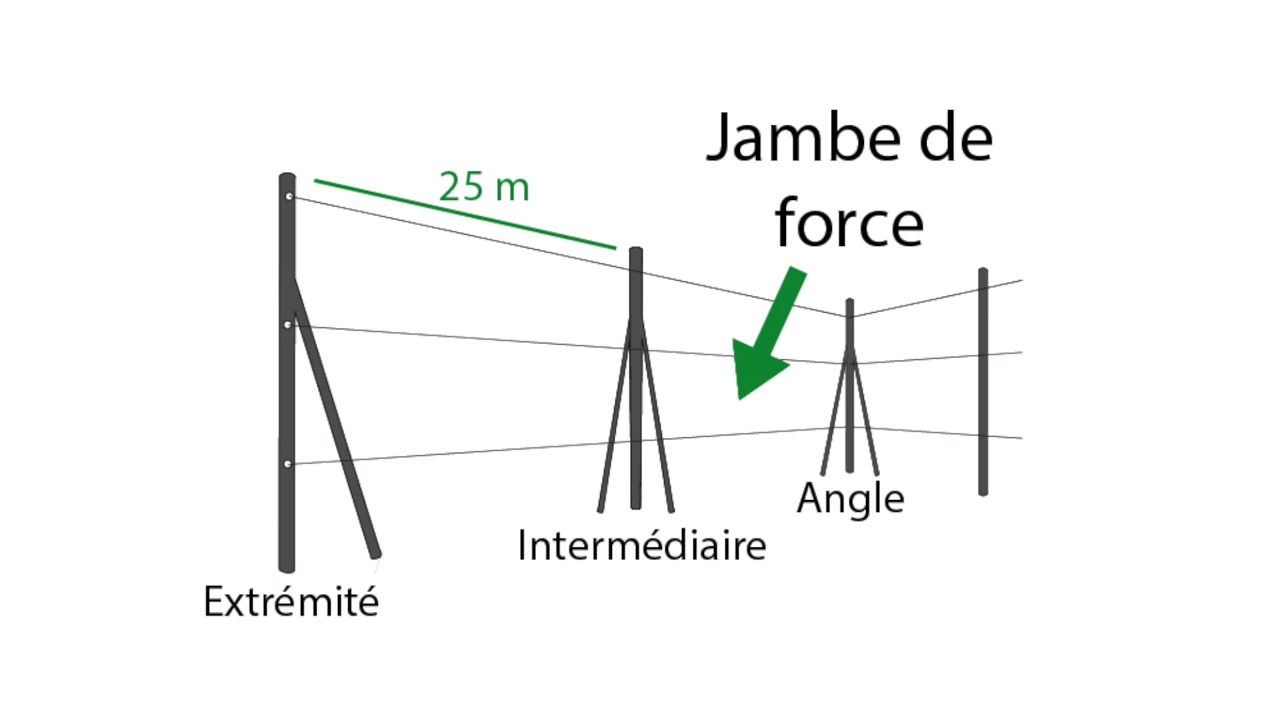 Jambe de
force
25 m
Angle
Intermédiaire
Extrémité